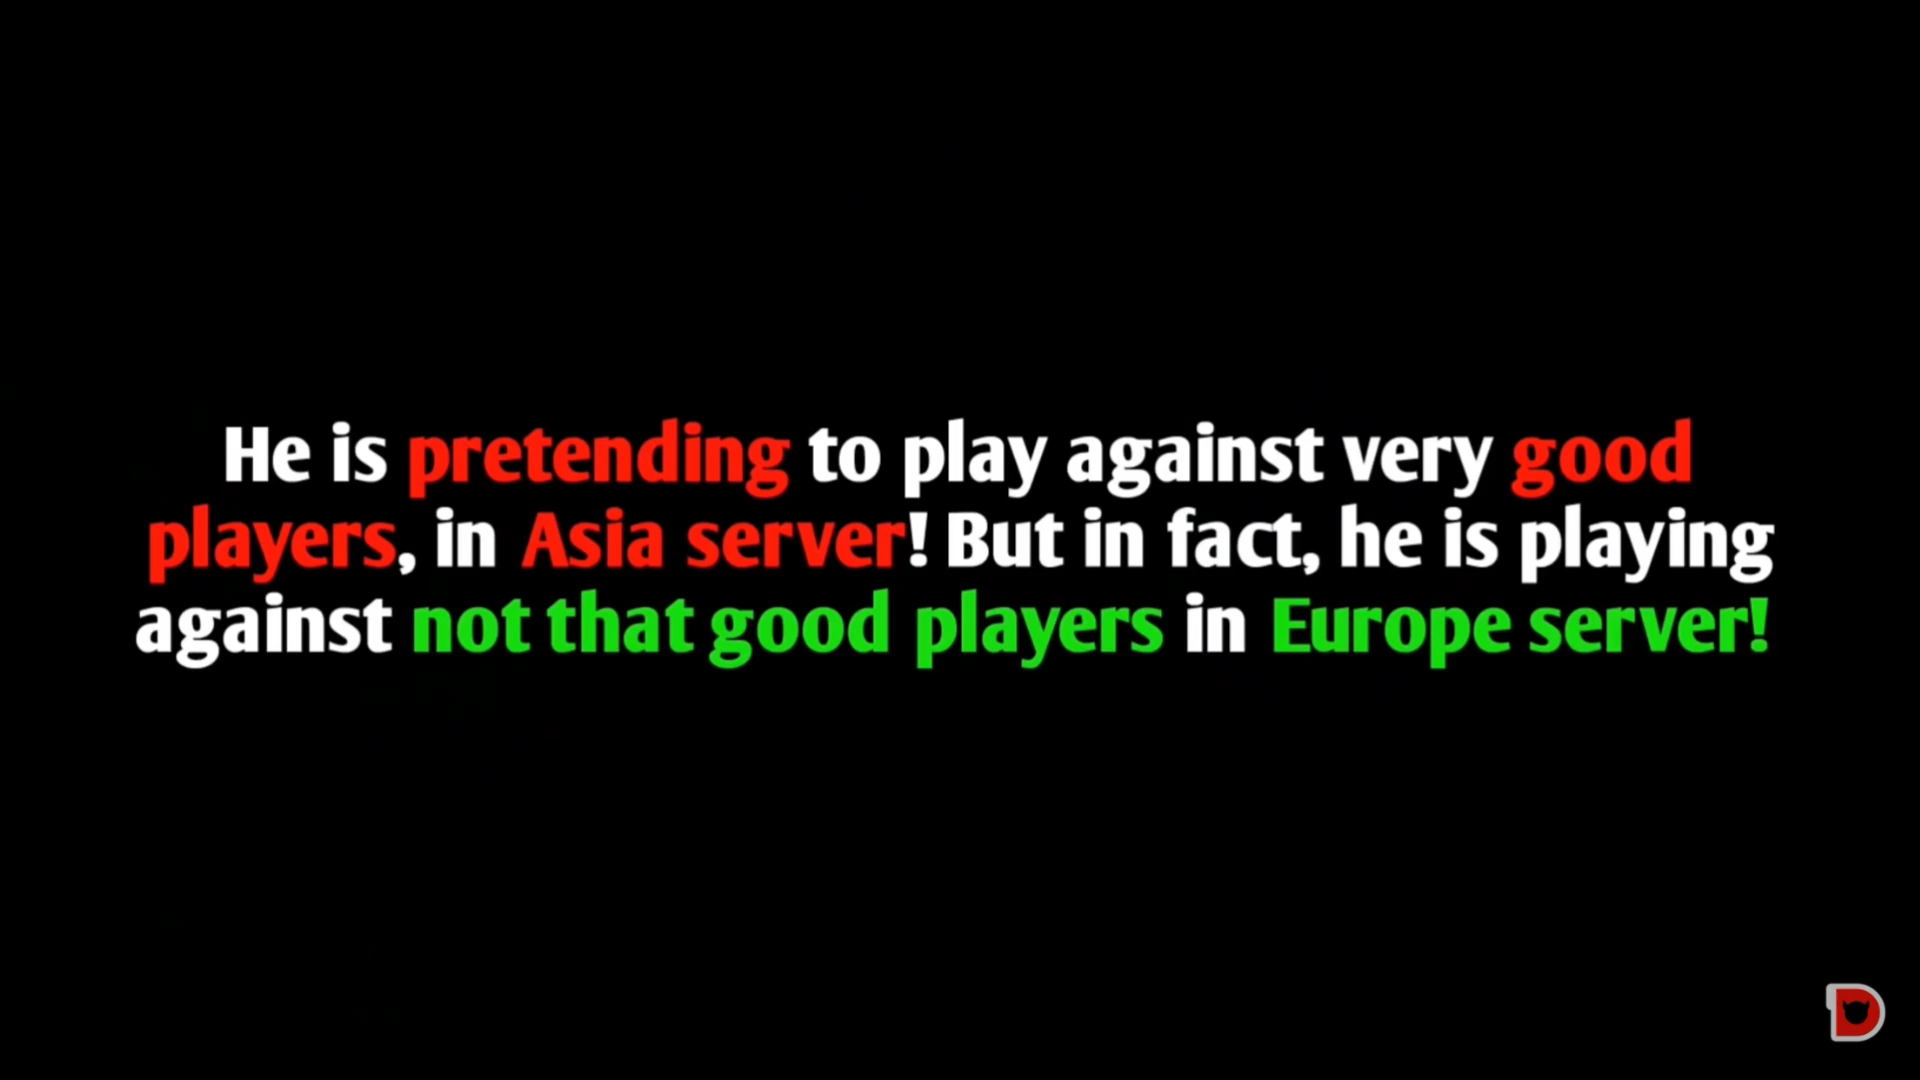 He is pretending to play against very good
players, in Asia server! But in fact, he is playing
against not that good players in Europe server!
D